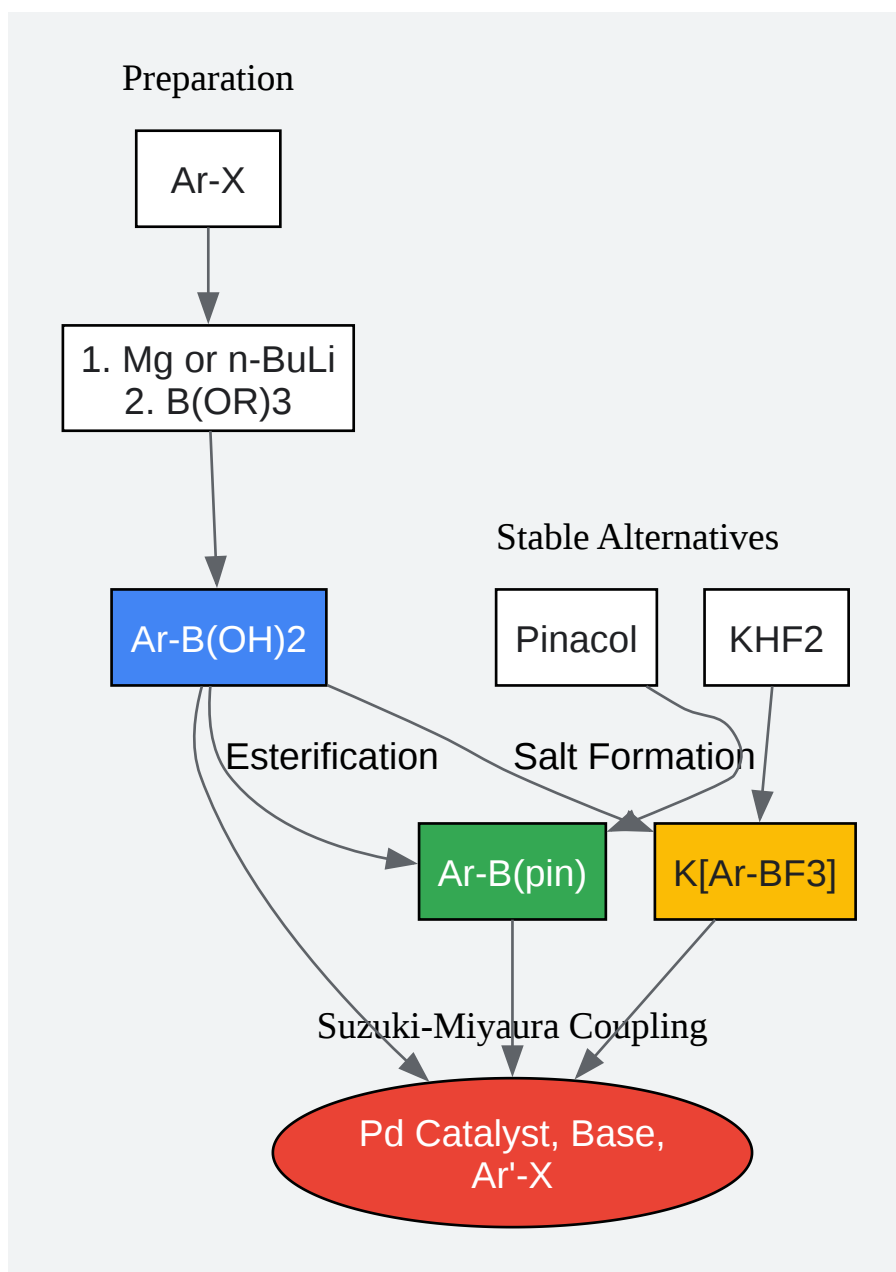 Preparation
Ar-X
1. Mg or n-BuLi
2. B(OR)3
Stable Alternatives
Ar-B(OH)2
Pinacol
KHF2
Esterification
Salt Formation
Ar-B(pin)
K[Ar-BF3]
Suzuki-Miyaura Coupling
Pd Catalyst, Base,
Ar'-X